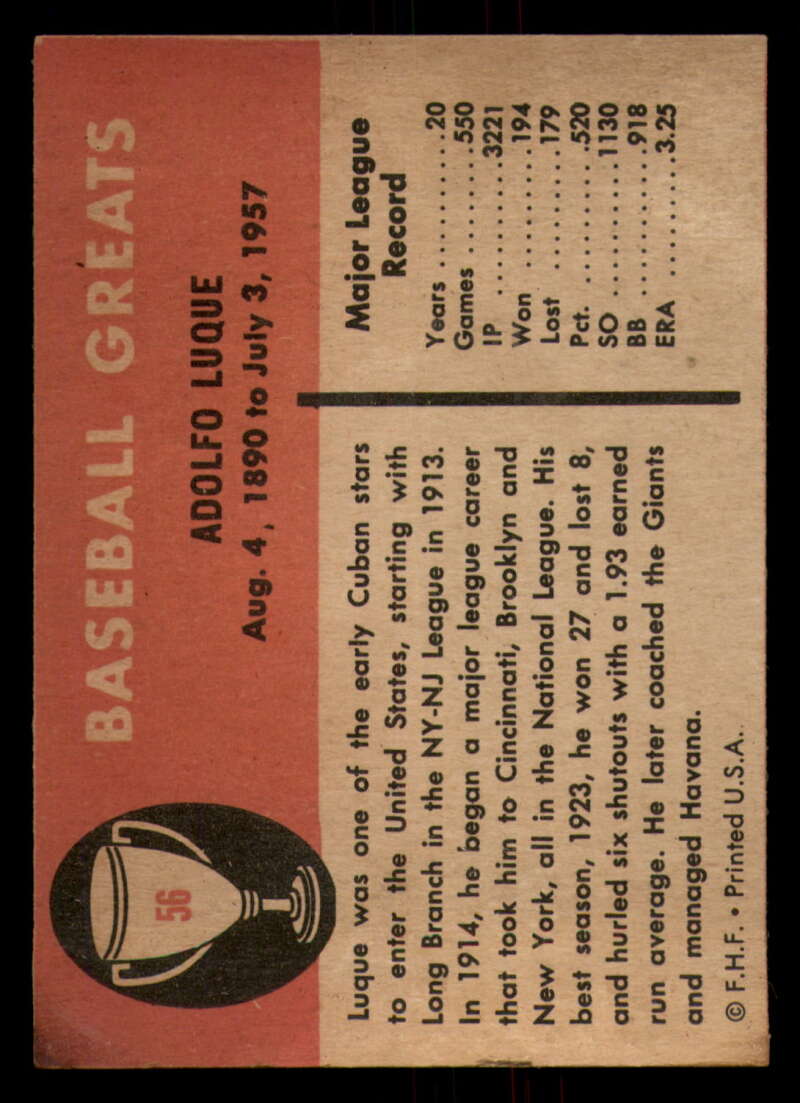 56
BASEBALL GREATS
ADOLFO LUQUE
Aug. 4, 1890 to July 3, 1957
Luque was one of the early Cuban stars
to enter the United States, starting with
Long Branch in the NY-NJ League in 1913.
In 1914, he began a major league career
that took him to Cincinnati, Brooklyn and
New York, all in the National League. His
best season, 1923, he won 27 and lost 8,
and hurled six shutouts with a 1.93 earned
run average. He later coached the Giants
and managed Havana.
© F.H.F. • Printed U.S.A.
Major League
Record
Years ............20
Games ........550
IP ..........3221
Won ..........194
Lost ..........179
Pct. ..........520
SO ..........1130
BB ............918
ERA ..........3.25